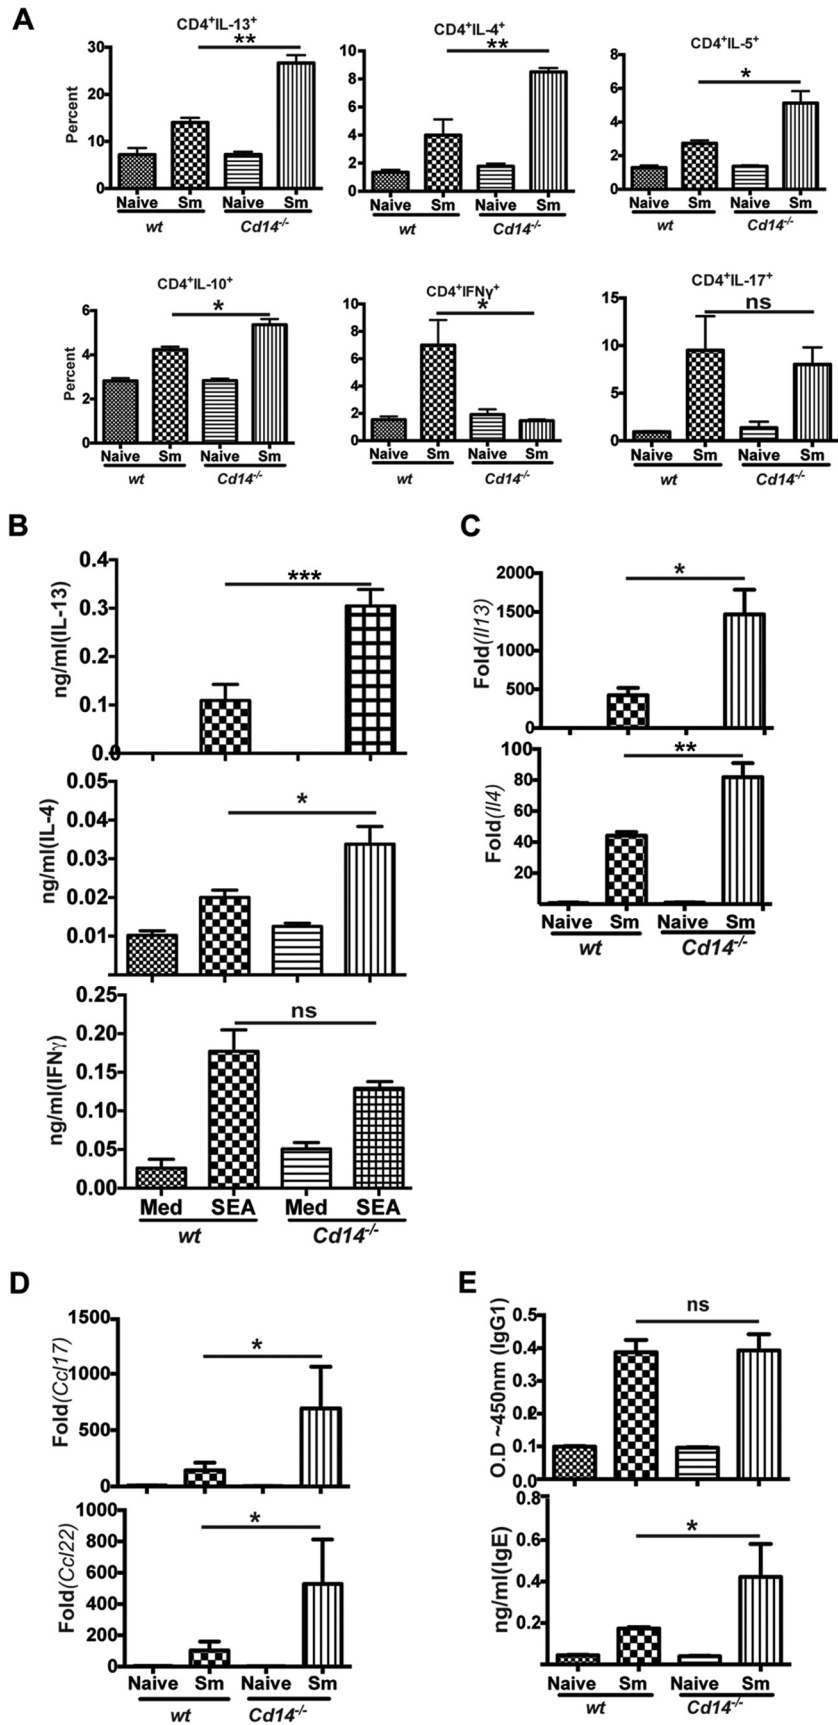 A
CD4⁺IL-13⁺
**
Percent
30
20
10
0
Naive Sm Naive Sm
wt Cd14⁻/⁻
CD4⁺IL-4⁺
**
10
8
6
4
2
0
Naive Sm Naive Sm
wt Cd14⁻/⁻
CD4⁺IL-5⁺
*
8
6
4
2
0
Naive Sm Naive Sm
wt Cd14⁻/⁻
CD4⁺IL-10⁺
*
Percent
6
4
2
0
Naive Sm Naive Sm
wt Cd14⁻/⁻
CD4⁺IFNγ⁺
*
10
8
6
4
2
0
Naive Sm Naive Sm
wt Cd14⁻/⁻
CD4⁺IL-17⁺
ns
15
10
5
0
Naive Sm Naive Sm
wt Cd14⁻/⁻
B
ng/ml(IL-13)
0.4
0.3
0.2
0.1
0.0
***
ng/ml(IL-4)
0.05
0.04
0.03
0.02
0.01
*
ng/ml(IFNγ)
0.25
0.20
0.15
0.10
0.05
0.00
ns
Med SEA Med SEA
wt Cd14⁻/⁻
C
Fold(Il13)
2000
1500
1000
500
0
*
Fold(Il4)
100
80
60
40
20
**
Naive Sm Naive Sm
wt Cd14⁻/⁻
D
Fold(Ccl17)
1500
1000
500
0
*
Fold(Ccl22)
1000
800
600
400
200
0
*
Naive Sm Naive Sm
wt Cd14⁻/⁻
E
O.D ~450nm (IgG1)
0.5
0.4
0.3
0.2
0.1
0.0
ns
ng/ml(IgE)
0.8
0.6
0.4
0.2
*
Naive Sm Naive Sm
wt Cd14⁻/⁻